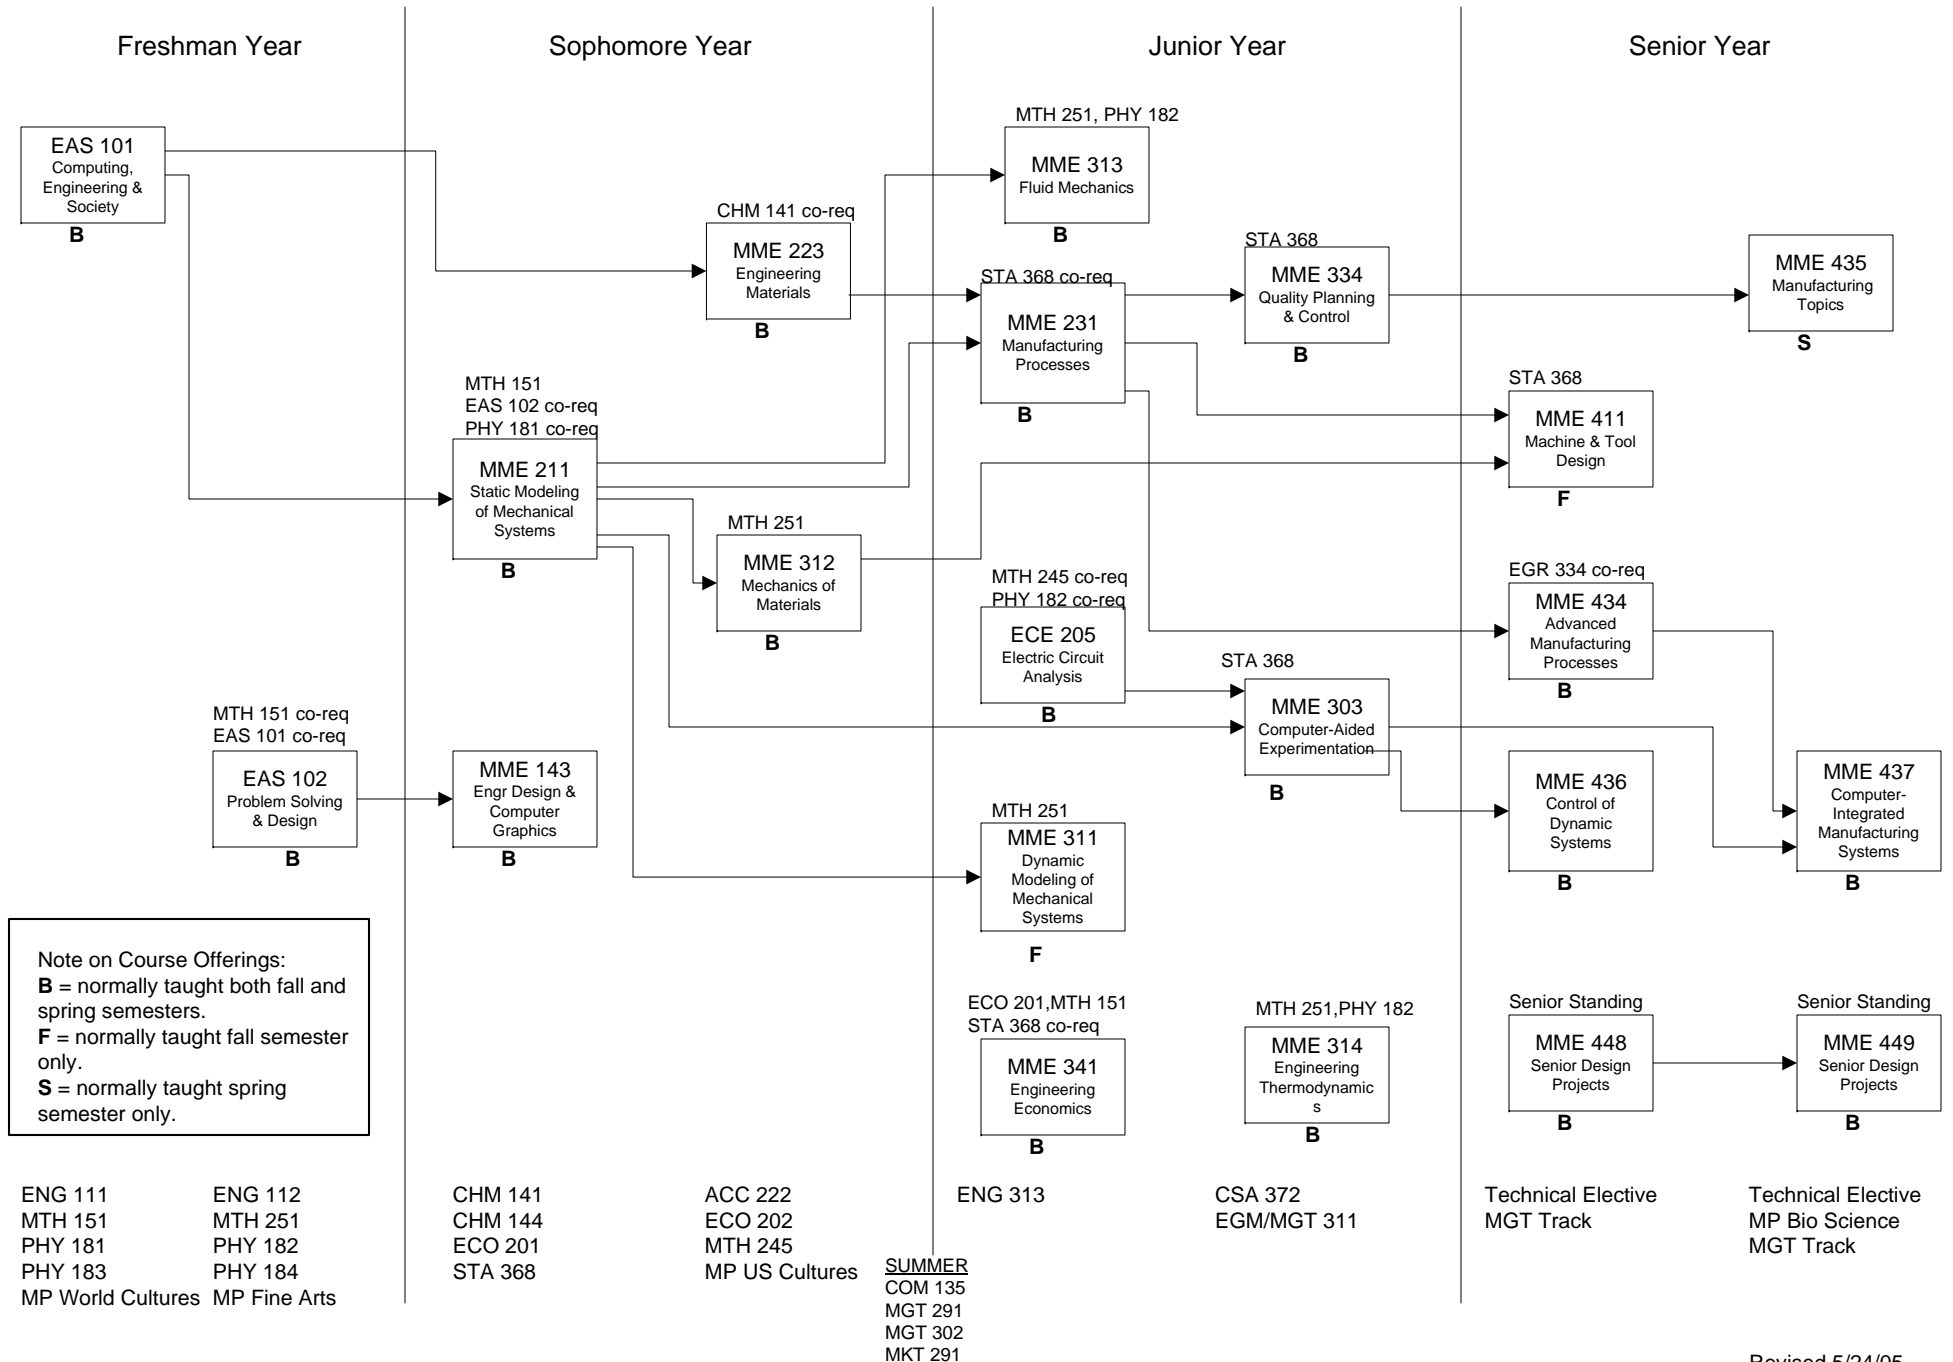 Freshman Year
Sophomore Year
Junior Year
Senior Year
EAS 101
Computing,
Engineering &
Society
B
CHM 141 co-req
MME 223
Engineering
Materials
B
MTH 151
EAS 102 co-req
PHY 181 co-req
MME 211
Static Modeling
of Mechanical
Systems
B
MTH 251
MME 312
Mechanics of
Materials
B
MTH 151 co-req
EAS 101 co-req
EAS 102
Problem Solving
& Design
B
MME 143
Engr Design &
Computer
Graphics
B
MTH 251, PHY 182
MME 313
Fluid Mechanics
B
STA 368 co-req
MME 231
Manufacturing
Processes
B
STA 368
MME 334
Quality Planning
& Control
B
MTH 245 co-req
PHY 182 co-req
ECE 205
Electric Circuit
Analysis
B
STA 368
MME 303
Computer-Aided
Experimentation
B
MTH 251
MME 311
Dynamic
Modeling of
Mechanical
Systems
F
ECO 201,MTH 151
STA 368 co-req
MME 341
Engineering
Economics
B
MTH 251,PHY 182
MME 314
Engineering
Thermodynamic
s
B
MME 435
Manufacturing
Topics
S
STA 368
MME 411
Machine & Tool
Design
F
EGR 334 co-req
MME 434
Advanced
Manufacturing
Processes
B
MME 436
Control of
Dynamic
Systems
B
MME 437
Computer-
Integrated
Manufacturing
Systems
B
Senior Standing
MME 448
Senior Design
Projects
B
Senior Standing
MME 449
Senior Design
Projects
B
Note on Course Offerings:
B = normally taught both fall and
spring semesters.
F = normally taught fall semester
only.
S = normally taught spring
semester only.
ENG 111
MTH 151
PHY 181
PHY 183
MP World Cultures
ENG 112
MTH 251
PHY 182
PHY 184
MP Fine Arts
CHM 141
CHM 144
ECO 201
STA 368
ACC 222
ECO 202
MTH 245
MP US Cultures
SUMMER
COM 135
MGT 291
MGT 302
MKT 291
ENG 313
CSA 372
EGM/MGT 311
Technical Elective
MGT Track
Technical Elective
MP Bio Science
MGT Track
Revised 5/24/05